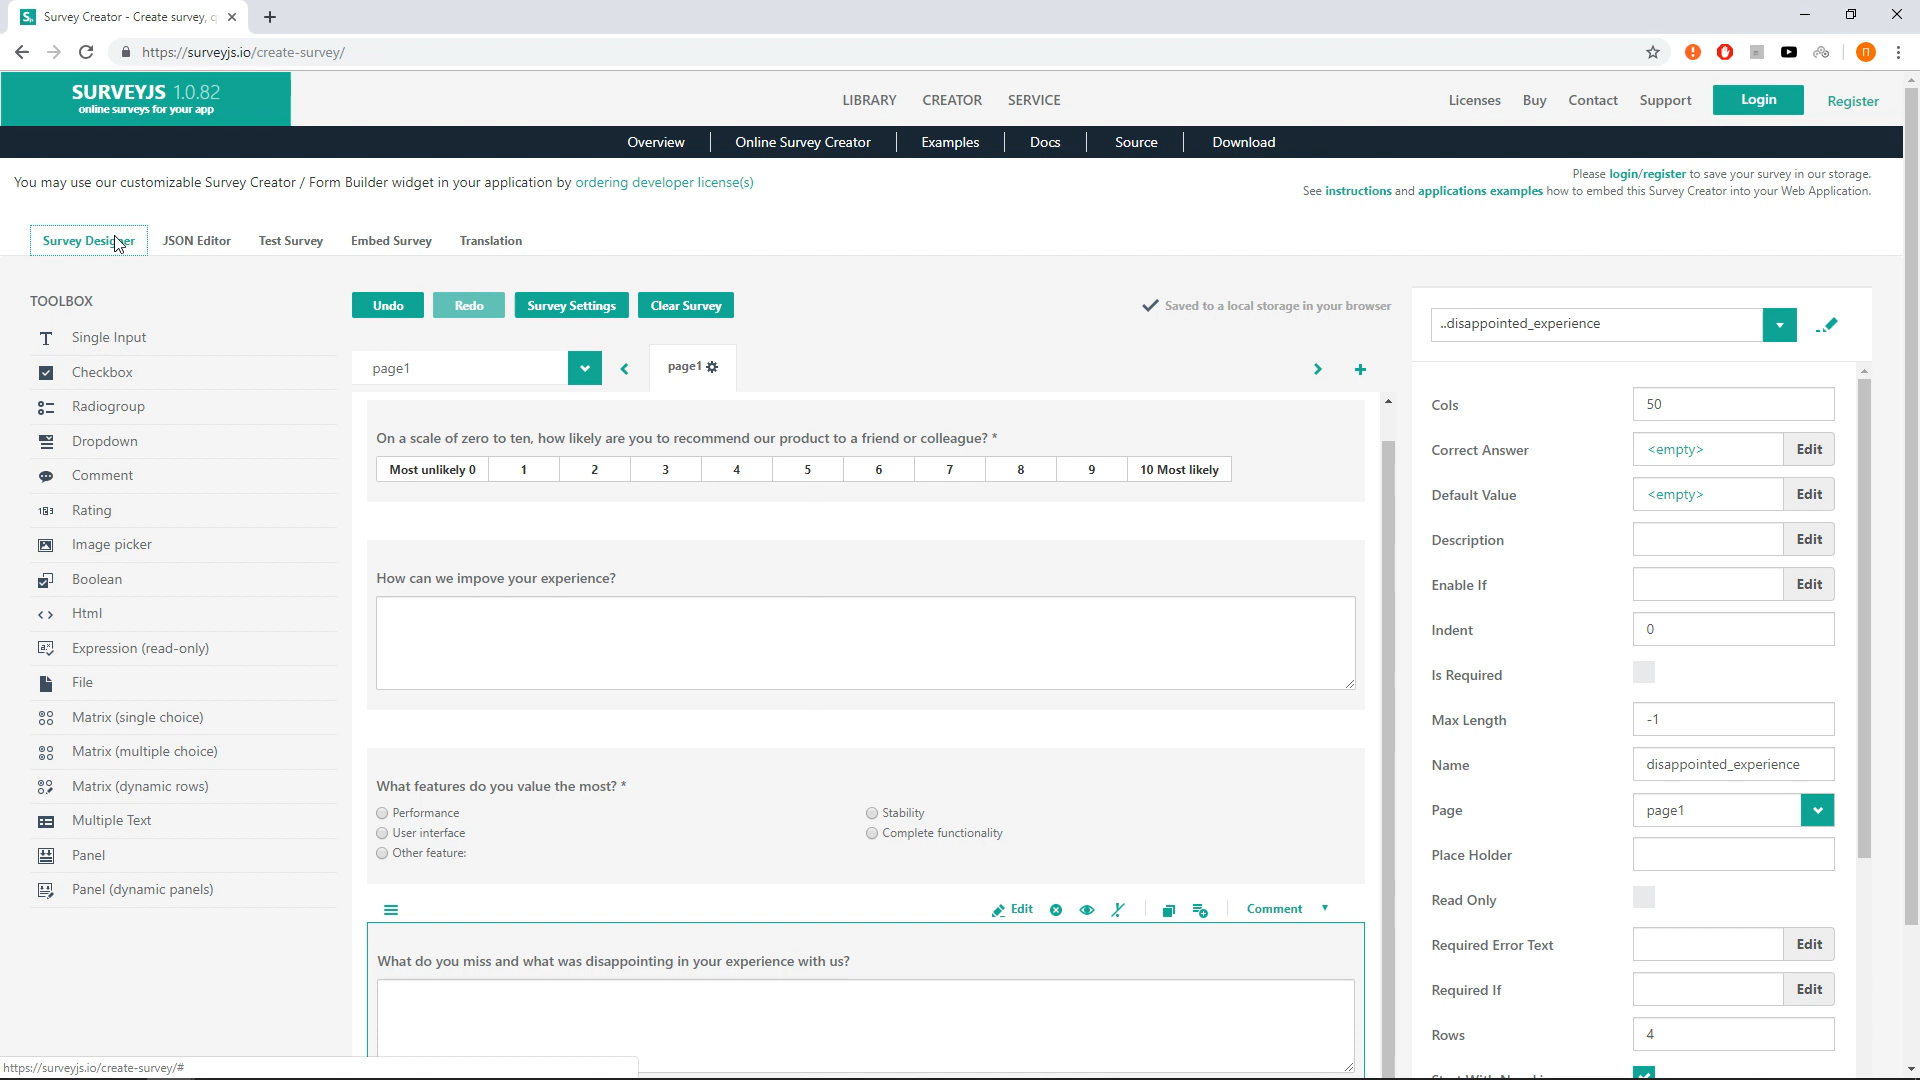 Survey Creator - Create survey, q
https://surveyjs.io/create-survey/
П
SURVEYJS 1.0.82
online surveys for your app
LIBRARY CREATOR SERVICE
Licenses Buy Contact Support Login Register
Overview Online Survey Creator Examples Docs Source Download
You may use our customizable Survey Creator / Form Builder widget in your application by ordering developer license(s)
Please login/register to save your survey in our storage.
See instructions and applications examples how to embed this Survey Creator into your Web Application.
Survey Designer JSON Editor Test Survey Embed Survey Translation
TOOLBOX
Single Input
Checkbox
Radiogroup
Dropdown
Comment
Rating
Image picker
Boolean
Html
Expression (read-only)
File
Matrix (single choice)
Matrix (multiple choice)
Matrix (dynamic rows)
Multiple Text
Panel
Panel (dynamic panels)
Undo Redo Survey Settings Clear Survey
Saved to a local storage in your browser
page1
page1
On a scale of zero to ten, how likely are you to recommend our product to a friend or colleague? *
Most unlikely 0 1 2 3 4 5 6 7 8 9 10 Most likely
How can we impove your experience?
What features do you value the most? *
Performance Stability
User interface Complete functionality
Other feature:
Edit Comment
What do you miss and what was disappointing in your experience with us?
..disappointed_experience
Cols 50
Correct Answer <empty> Edit
Default Value <empty> Edit
Description Edit
Enable If Edit
Indent 0
Is Required
Max Length -1
Name disappointed_experience
Page page1
Place Holder
Read Only
Required Error Text Edit
Required If Edit
Rows 4
https://surveyjs.io/create-survey/#